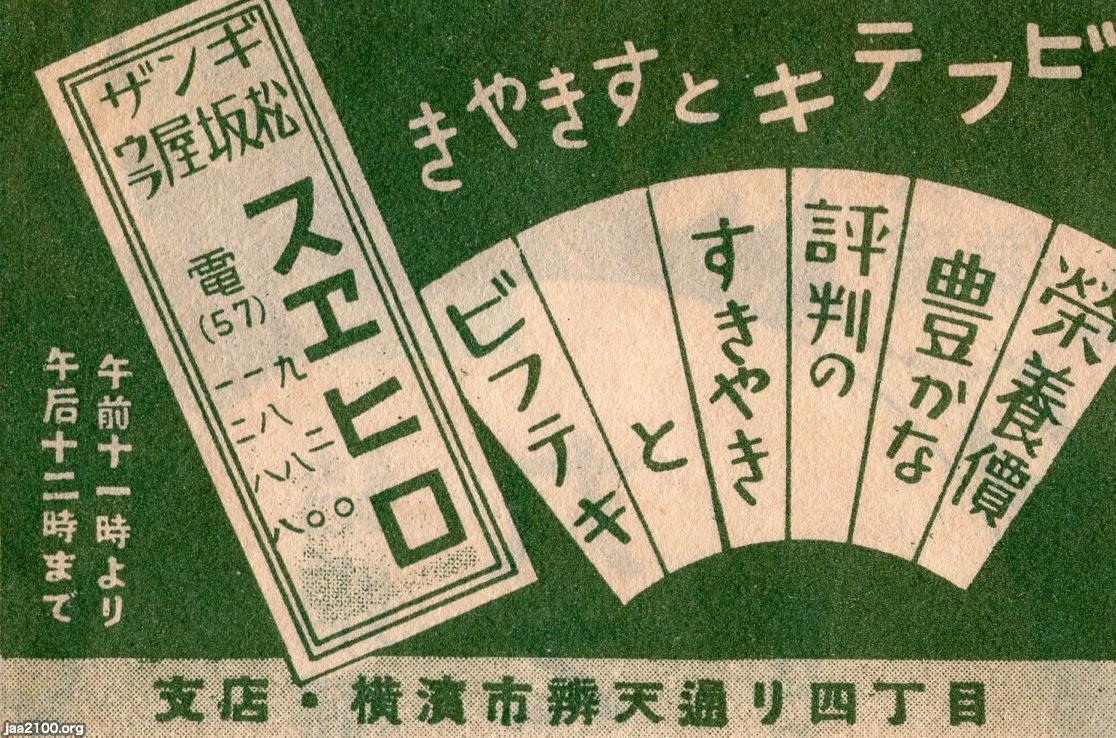 ビフテキとすきやき
榮養價
豊かな
評判の
すきやき
と
ビフテキ
ギンザ
松坂屋ウラ
スヱヒロ
電(57)
九二〇
一八八〇
一二八八
午前十一時より
午后十二時まで
支店・横濱市辨天通り四丁目
jaa2100.org